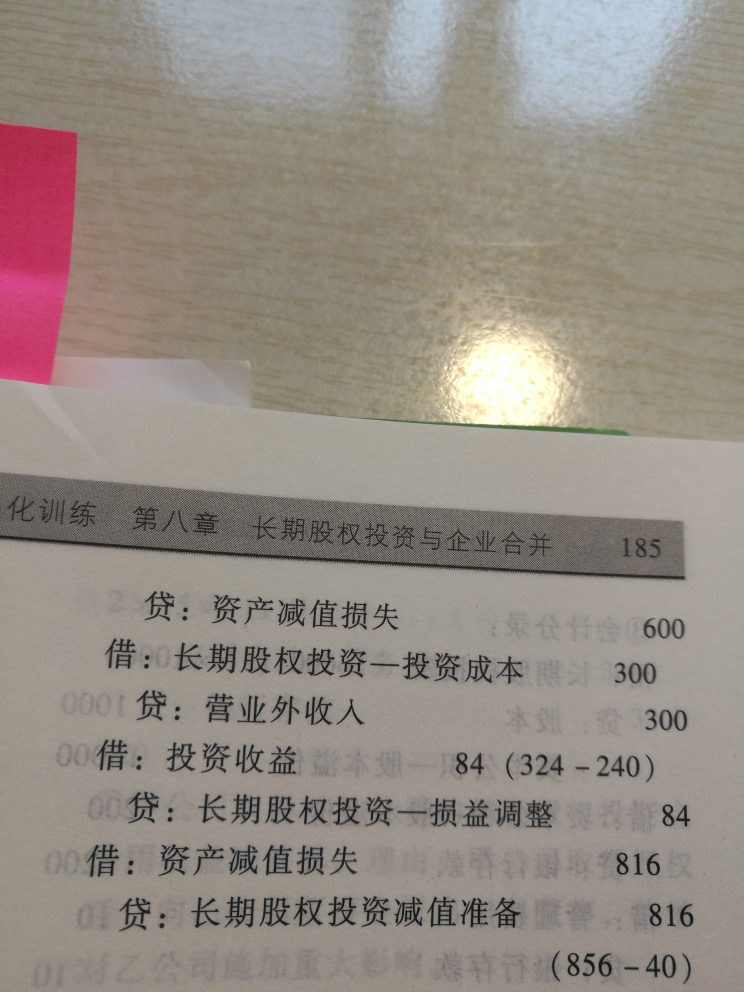 化训练 第八章 长期股权投资与企业合并 185
贷：资产减值损失 600
借：长期股权投资—投资成本 300
贷：营业外收入 300
借：投资收益 84（324－240）
贷：长期股权投资—损益调整 84
借：资产减值损失 816
贷：长期股权投资减值准备 816
（856－40）